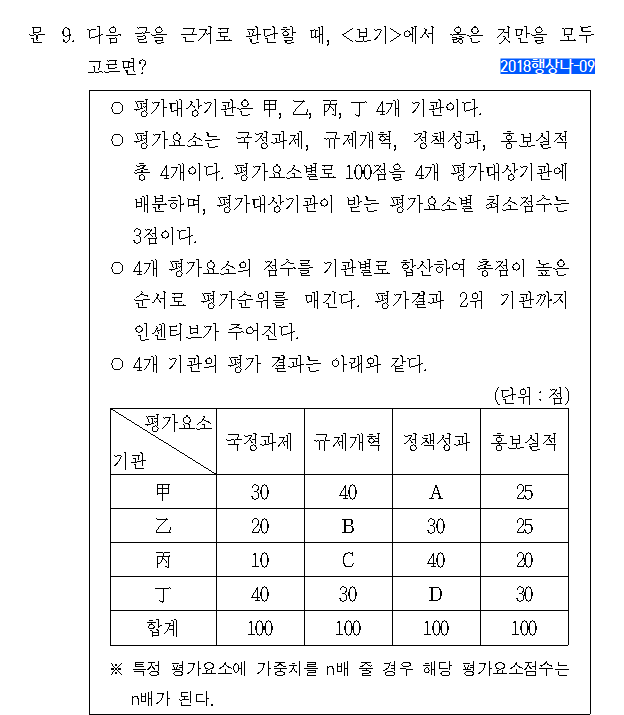 문 9. 다음 글을 근거로 판단할 때, <보기>에서 옳은 것만을 모두
고르면?
2018행상나-09
○ 평가대상기관은 甲, 乙, 丙, 丁 4개 기관이다.
○ 평가요소는 국정과제, 규제개혁, 정책성과, 홍보실적
총 4개이다. 평가요소별로 100점을 4개 평가대상기관에
배분하며, 평가대상기관이 받는 평가요소별 최소점수는
3점이다.
○ 4개 평가요소의 점수를 기관별로 합산하여 총점이 높은
순서로 평가순위를 매긴다. 평가결과 2위 기관까지
인센티브가 주어진다.
○ 4개 기관의 평가 결과는 아래와 같다.
(단위 : 점)
평가요소
기관
국정과제 규제개혁 정책성과 홍보실적
甲 30 40 A 25
乙 20 B 30 25
丙 10 C 40 20
丁 40 30 D 30
합계 100 100 100 100
※ 특정 평가요소에 가중치를 n배 줄 경우 해당 평가요소점수는
n배가 된다.